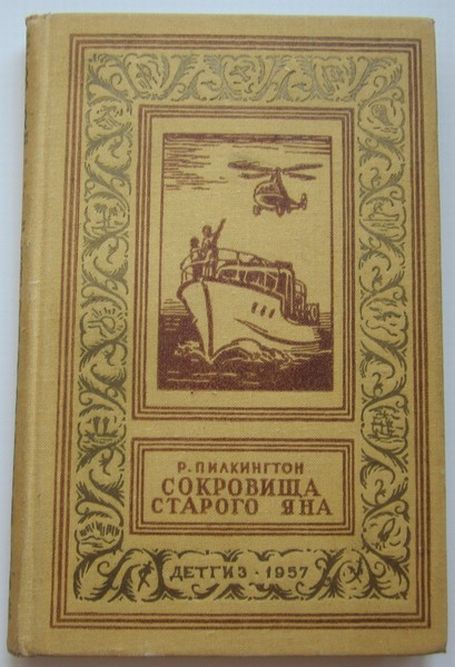 Р. ПИЛКИНГТОН
СОКРОВИЩА
СТАРОГО ЯНА
ДЕТГИЗ · 1957